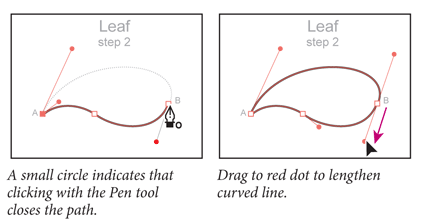 Leaf
step 2
A
B
A small circle indicates that
clicking with the Pen tool
closes the path.
Leaf
step 2
A
B
Drag to red dot to lengthen
curved line.